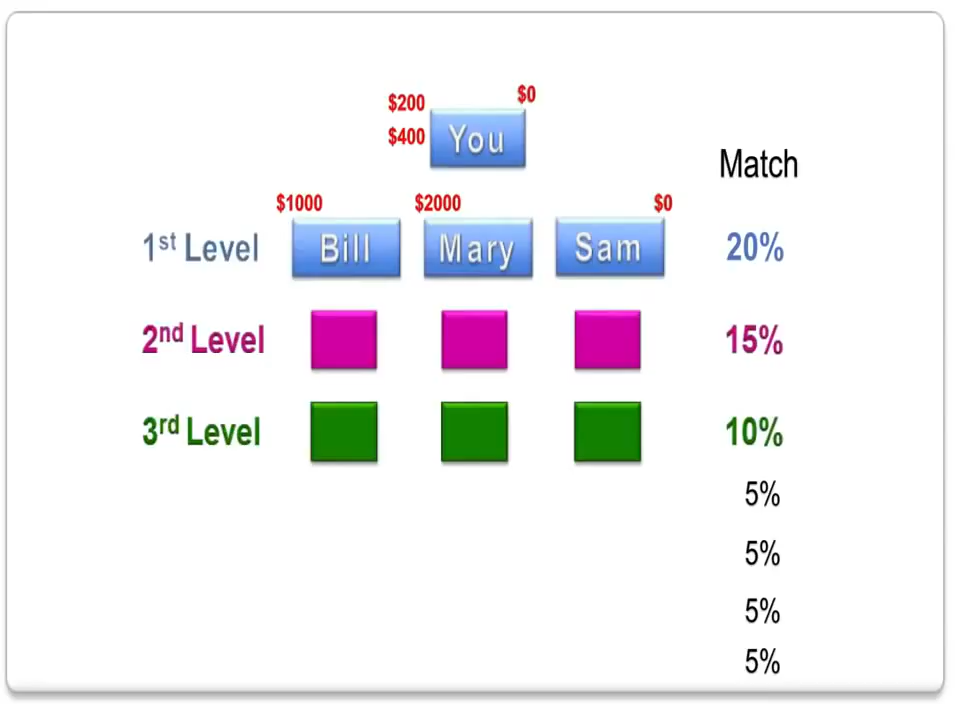 $200
$0
$400
You
Match
$1000
$2000
$0
1st Level
Bill
Mary
Sam
20%
2nd Level
15%
3rd Level
10%
5%
5%
5%
5%